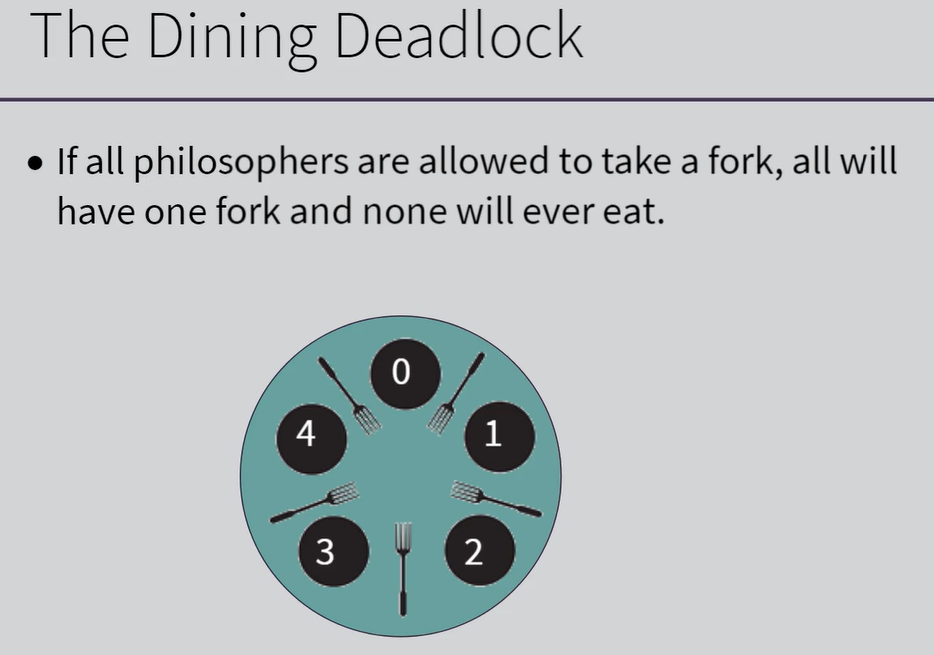 The Dining Deadlock
• If all philosophers are allowed to take a fork, all will
have one fork and none will ever eat.
0
4
1
3
2